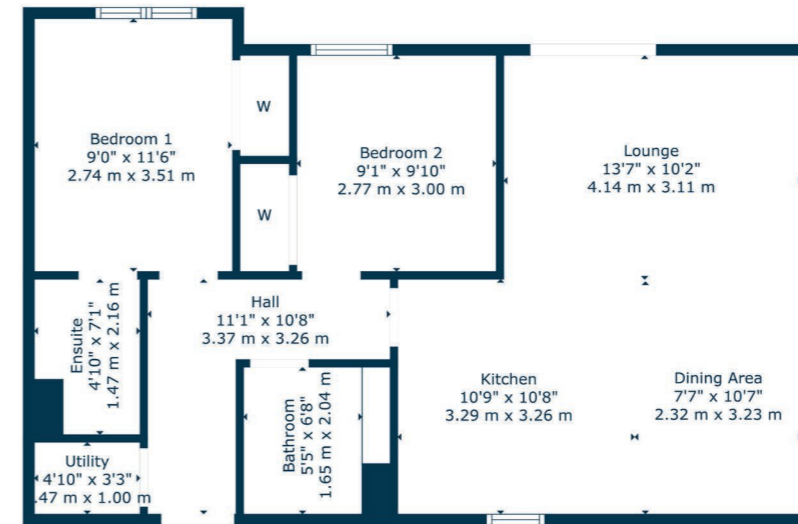 Bedroom 1
9'0" x 11'6"
2.74 m x 3.51 m
W
W
Bedroom 2
9'1" x 9'10"
2.77 m x 3.00 m
Lounge
13'7" x 10'2"
4.14 m x 3.11 m
Ensuite
4'10" x 7'1"
1.47 m x 2.16 m
Hall
11'1" x 10'8"
3.37 m x 3.26 m
Kitchen
10'9" x 10'8"
3.29 m x 3.26 m
Dining Area
7'7" x 10'7"
2.32 m x 3.23 m
Bathroom
5'5" x 6'8"
1.65 m x 2.04 m
Utility
4'10" x 3'3"
.47 m x 1.00 m